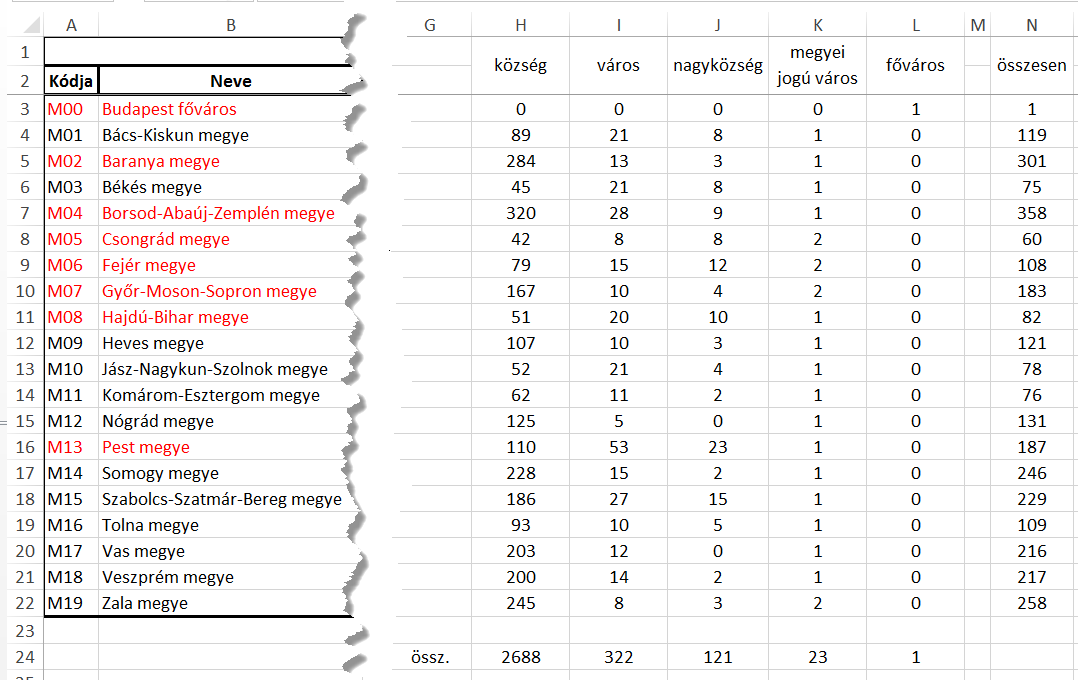 A B G H I J K L M N
1 község város nagyközség megyei jogú város főváros összesen
2 Kódja Neve
3 M00 Budapest főváros 0 0 0 0 1 1
4 M01 Bács-Kiskun megye 89 21 8 1 0 119
5 M02 Baranya megye 284 13 3 1 0 301
6 M03 Békés megye 45 21 8 1 0 75
7 M04 Borsod-Abaúj-Zemplén megye 320 28 9 1 0 358
8 M05 Csongrád megye 42 8 8 2 0 60
9 M06 Fejér megye 79 15 12 2 0 108
10 M07 Győr-Moson-Sopron megye 167 10 4 2 0 183
11 M08 Hajdú-Bihar megye 51 20 10 1 0 82
12 M09 Heves megye 107 10 3 1 0 121
13 M10 Jász-Nagykun-Szolnok megye 52 21 4 1 0 78
14 M11 Komárom-Esztergom megye 62 11 2 1 0 76
15 M12 Nógrád megye 125 5 0 1 0 131
16 M13 Pest megye 110 53 23 1 0 187
17 M14 Somogy megye 228 15 2 1 0 246
18 M15 Szabolcs-Szatmár-Bereg megye 186 27 15 1 0 229
19 M16 Tolna megye 93 10 5 1 0 109
20 M17 Vas megye 203 12 0 1 0 216
21 M18 Veszprém megye 200 14 2 1 0 217
22 M19 Zala megye 245 8 3 2 0 258
23
24 össz. 2688 322 121 23 1